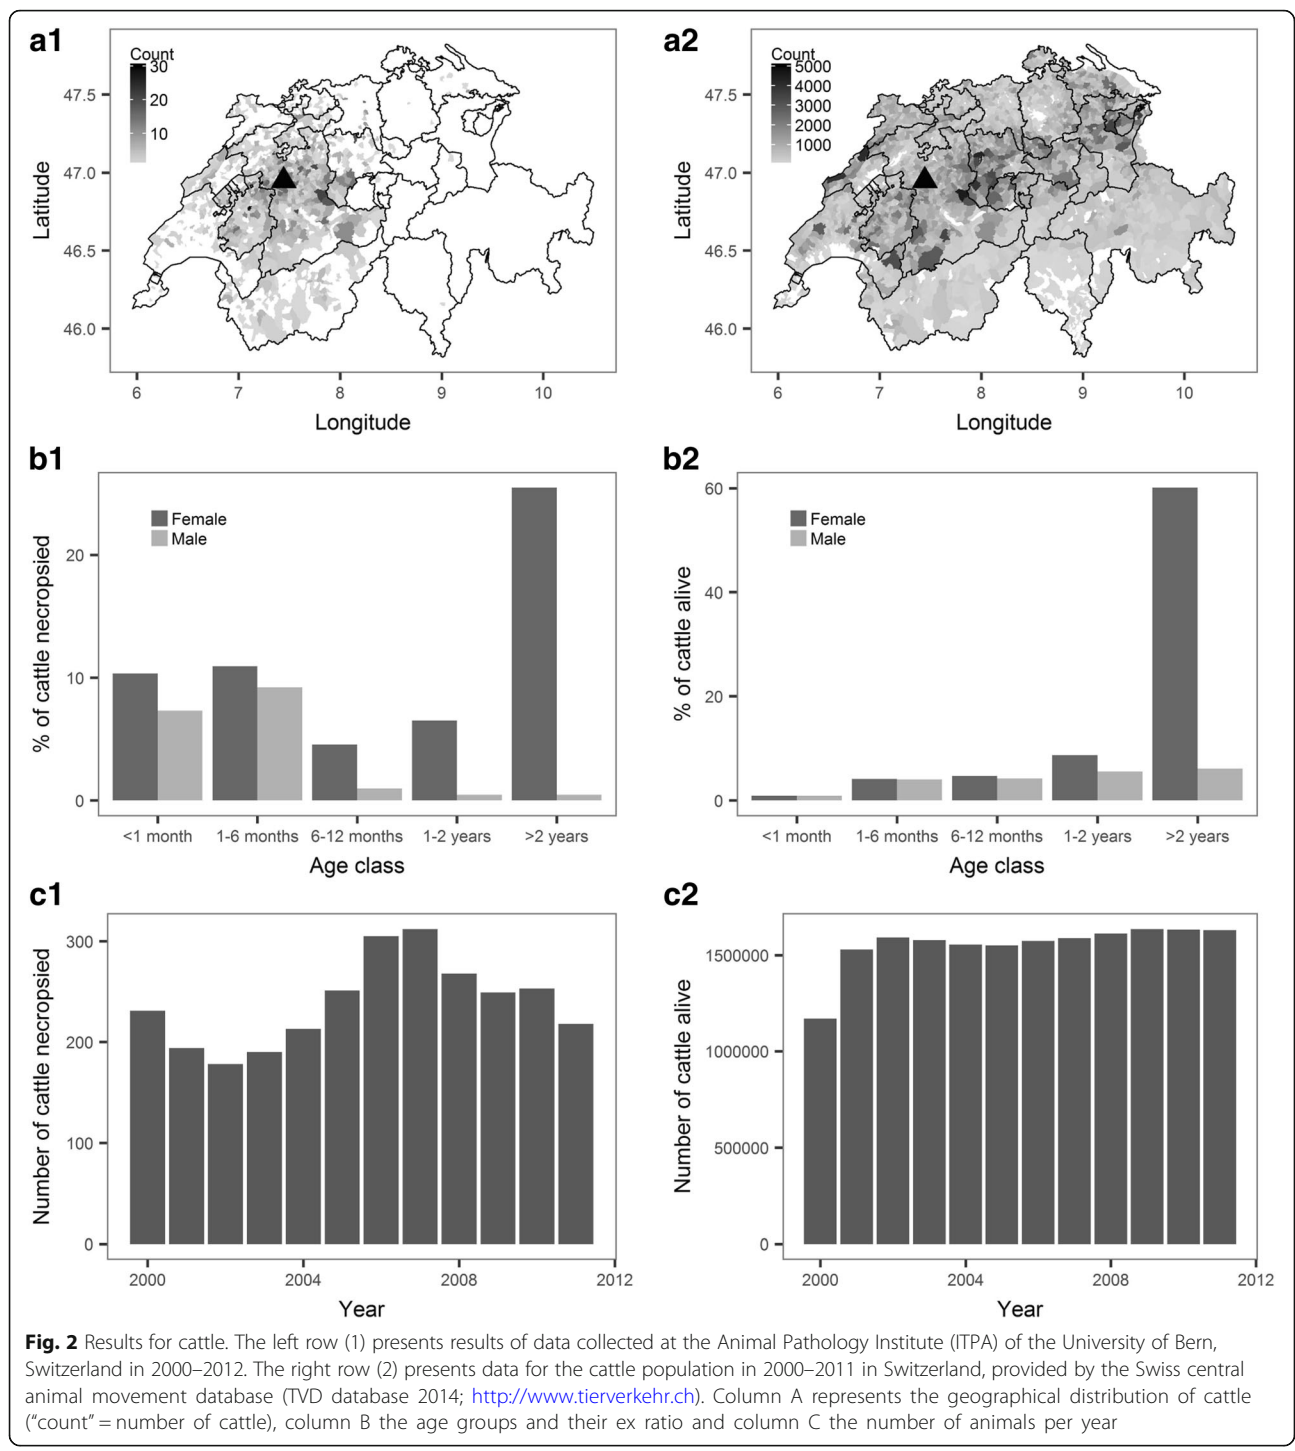 a1
Count
30
20
10
47.5
47.0
46.5
46.0
Latitude
6 7 8 9 10
Longitude
a2
Count
5000
4000
3000
2000
1000
47.5
47.0
46.5
46.0
Latitude
6 7 8 9 10
Longitude
b1
Female
Male
20
10
0
% of cattle necropsied
<1 month 1-6 months 6-12 months 1-2 years >2 years
Age class
b2
Female
Male
60
40
20
0
% of cattle alive
<1 month 1-6 months 6-12 months 1-2 years >2 years
Age class
c1
300
200
100
0
Number of cattle necropsied
2000 2004 2008 2012
Year
c2
1500000
1000000
500000
0
Number of cattle alive
2000 2004 2008 2012
Year
Fig. 2 Results for cattle. The left row (1) presents results of data collected at the Animal Pathology Institute (ITPA) of the University of Bern,
Switzerland in 2000–2012. The right row (2) presents data for the cattle population in 2000–2011 in Switzerland, provided by the Swiss central
animal movement database (TVD database 2014; http://www.tierverkehr.ch). Column A represents the geographical distribution of cattle
(“count” = number of cattle), column B the age groups and their ex ratio and column C the number of animals per year